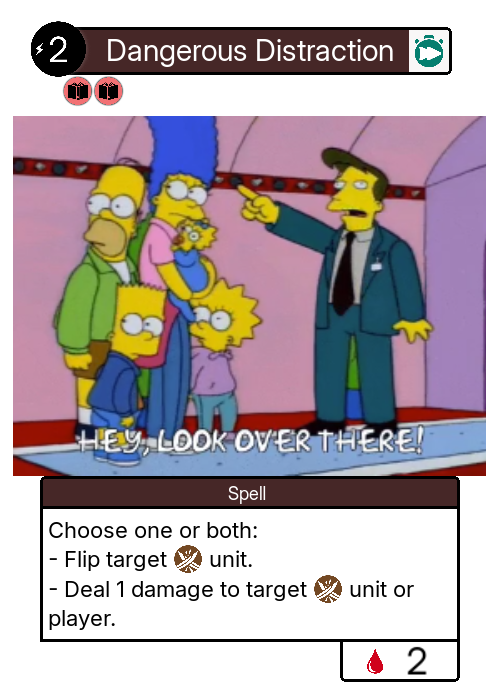 2
Dangerous Distraction
HEY, LOOK OVER THERE!
Spell
Choose one or both:
- Flip target unit.
- Deal 1 damage to target unit or
player.
2